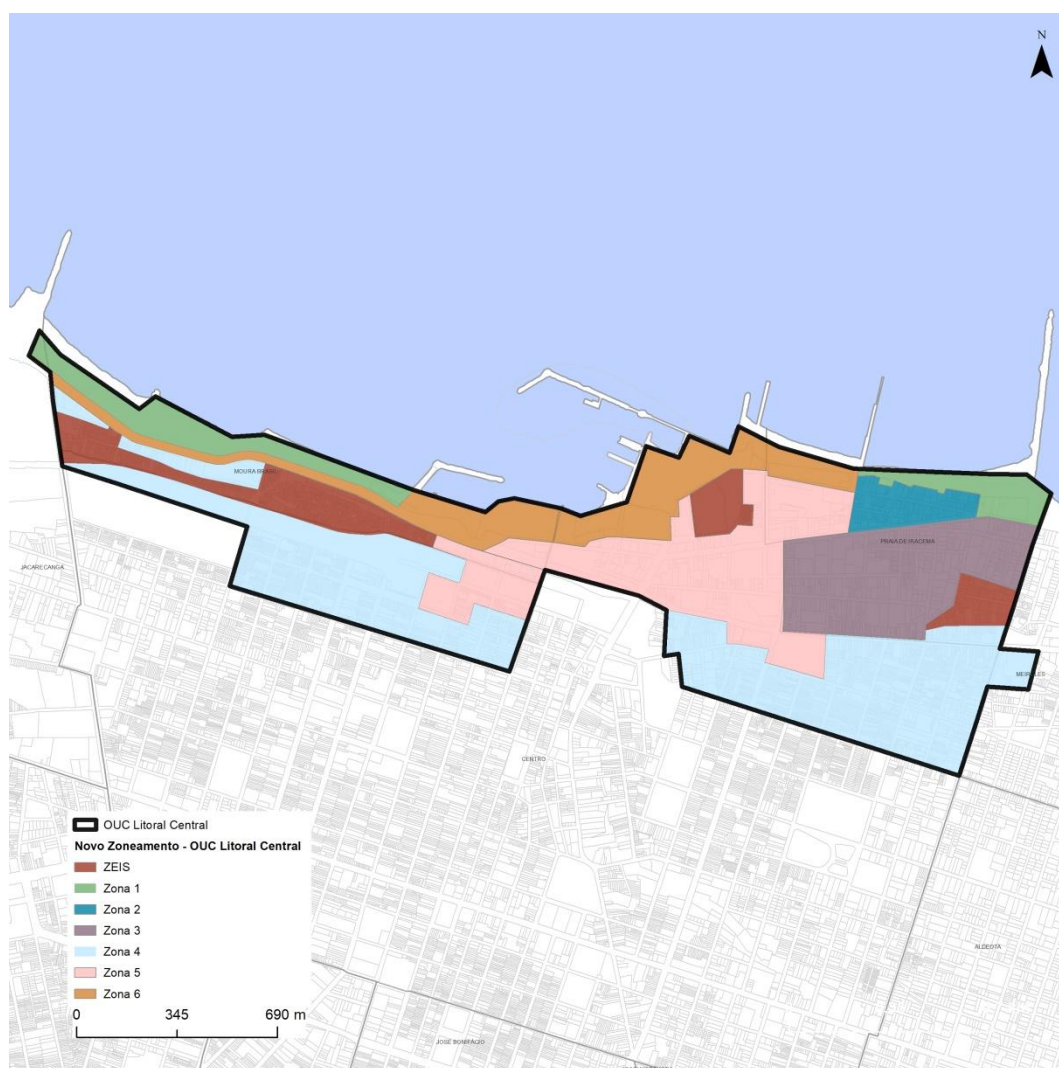 N
MOURA BRASIL
PRAIA DE IRACEMA
JACARECANGA
MEIRELES
CENTRO
OUC Litoral Central
Novo Zoneamento - OUC Litoral Central
ZEIS
Zona 1
Zona 2
Zona 3
Zona 4
Zona 5
Zona 6
0 345 690 m
ALDEOTA
JOSÉ BONIFÁCIO